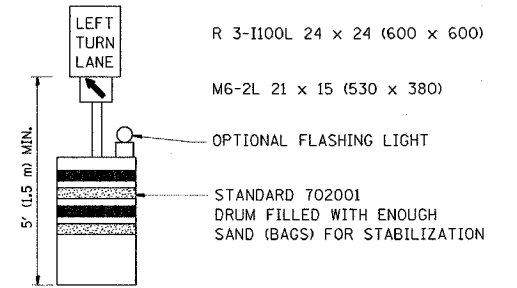 LEFT
TURN
LANE
R 3-I100L 24 x 24 (600 x 600)
M6-2L 21 x 15 (530 x 380)
OPTIONAL FLASHING LIGHT
5' (1.5 m) MIN.
STANDARD 702001
DRUM FILLED WITH ENOUGH
SAND (BAGS) FOR STABILIZATION